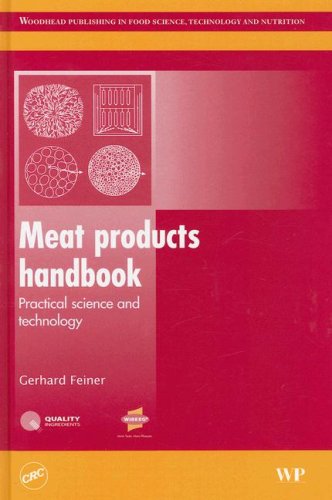 WOODHEAD PUBLISHING IN FOOD SCIENCE, TECHNOLOGY AND NUTRITION
Meat products
handbook
Practical science and
technology
Gerhard Feiner
QUALITY
INGREDIENTS
WIBERG
CRC
WP